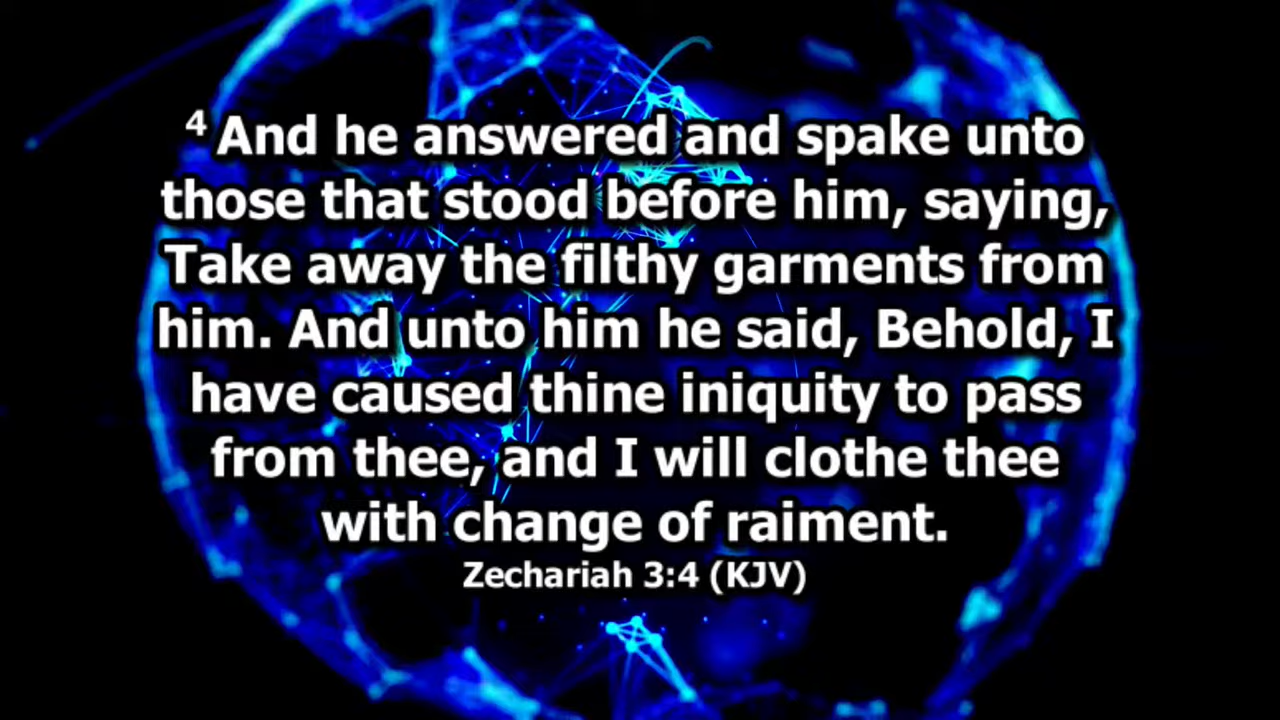 4 And he answered and spake unto
those that stood before him, saying,
Take away the filthy garments from
him. And unto him he said, Behold, I
have caused thine iniquity to pass
from thee, and I will clothe thee
with change of raiment.
Zechariah 3:4 (KJV)